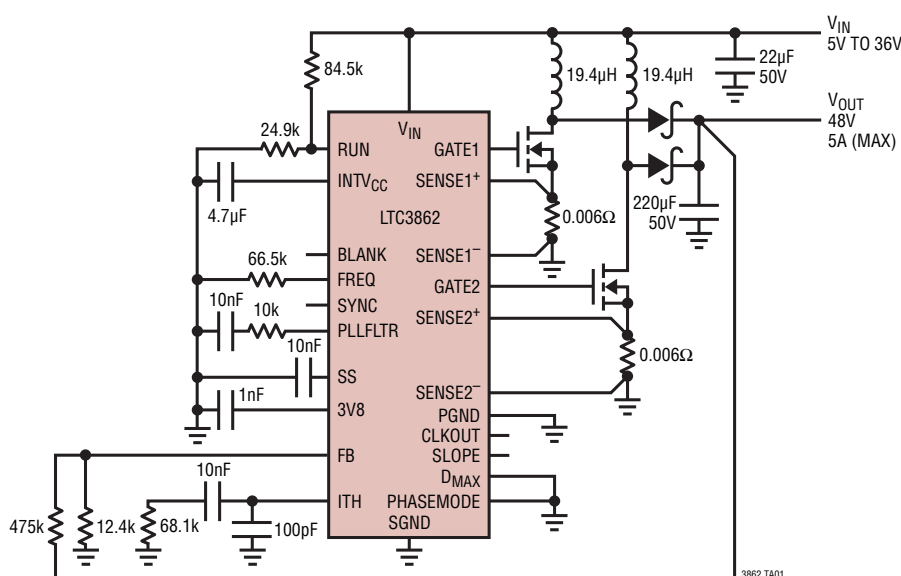 VIN
5V TO 36V
84.5k
19.4µH
19.4µH
22µF
50V
VOUT
48V
5A (MAX)
24.9k
VIN
RUN
GATE1
INTVCC
SENSE1+
4.7µF
LTC3862
220µF
50V
0.006Ω
BLANK
SENSE1–
66.5k
FREQ
GATE2
10nF
10k
SYNC
SENSE2+
PLLFLTR
10nF
0.006Ω
SS
SENSE2–
1nF
3V8
PGND
CLKOUT
FB
SLOPE
10nF
DMAX
ITH
PHASEMODE
475k
12.4k
68.1k
100pF
SGND
3862 TA01